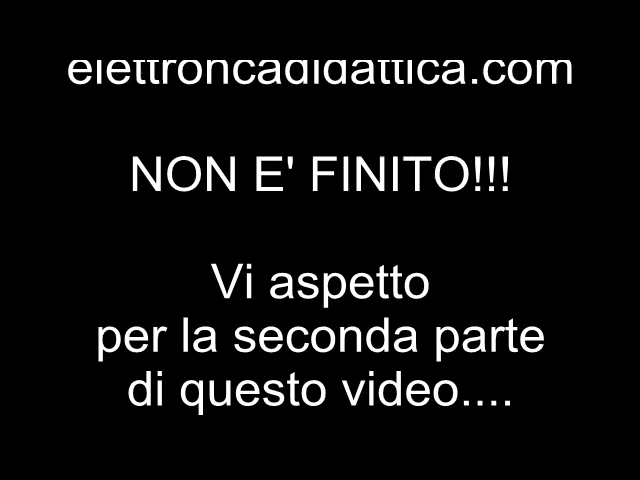 elettroncadidattica.com
NON E' FINITO!!!
Vi aspetto
per la seconda parte
di questo video....